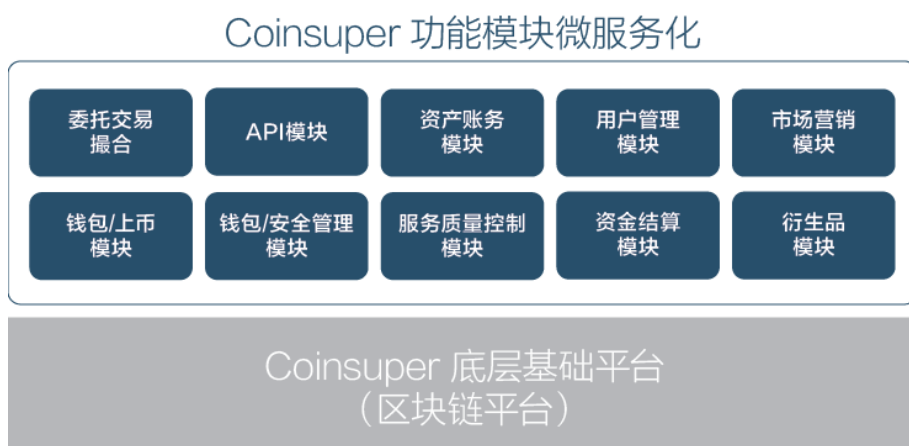 Coinsuper 功能模块微服务化
委托交易
撮合
API模块
资产账务
模块
用户管理
模块
市场营销
模块
钱包/上币
模块
钱包/安全管理
模块
服务质量控制
模块
资金结算
模块
衍生品
模块
Coinsuper 底层基础平台
（区块链平台）